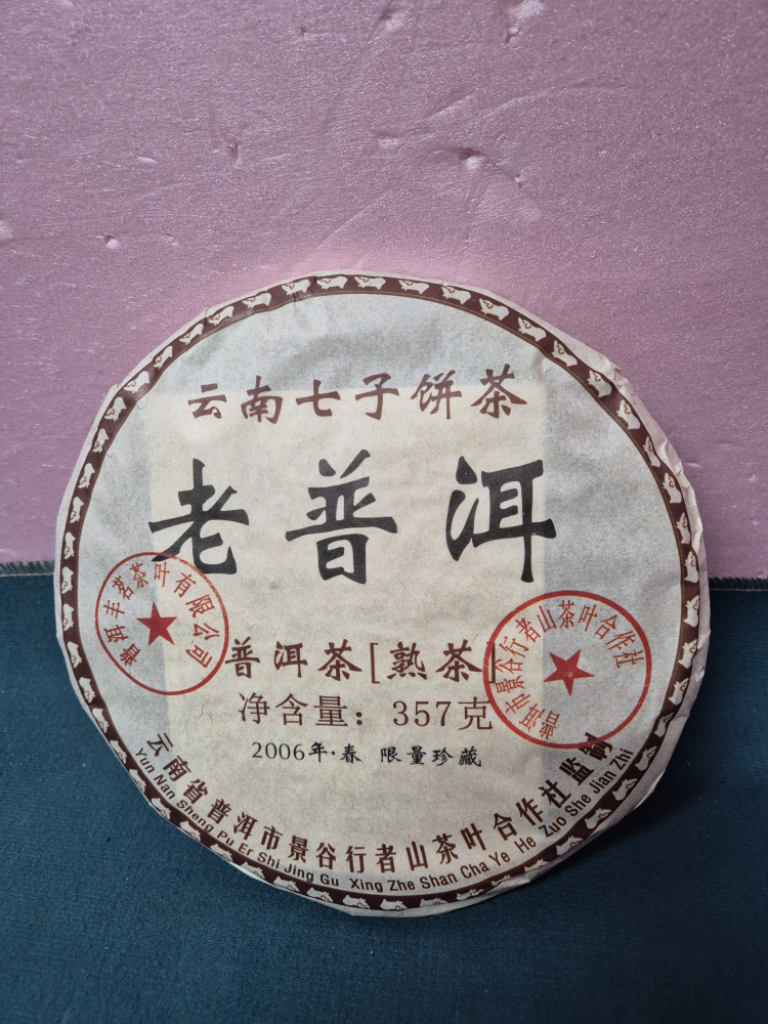 云南七子饼茶
老普洱
普洱丰茗茶叶有限公司
普洱市景谷行者山茶叶合作社
普洱茶[熟茶]
净含量：357克
2006年·春 限量珍藏
云南省普洱市景谷行者山茶叶合作社监制
Yun Nan Sheng Pu Er Shi Jing Gu Xing Zhe Shan Cha Ye He Zuo She Jian Zhi